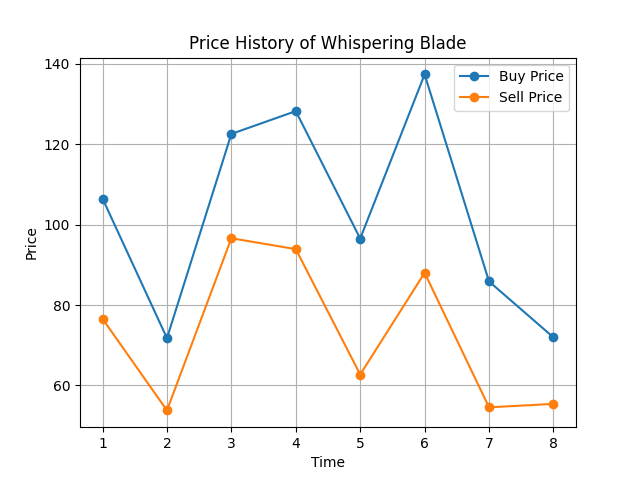 Price History of Whispering Blade
Buy Price
Sell Price
Price
140
120
100
80
60
1 2 3 4 5 6 7 8
Time